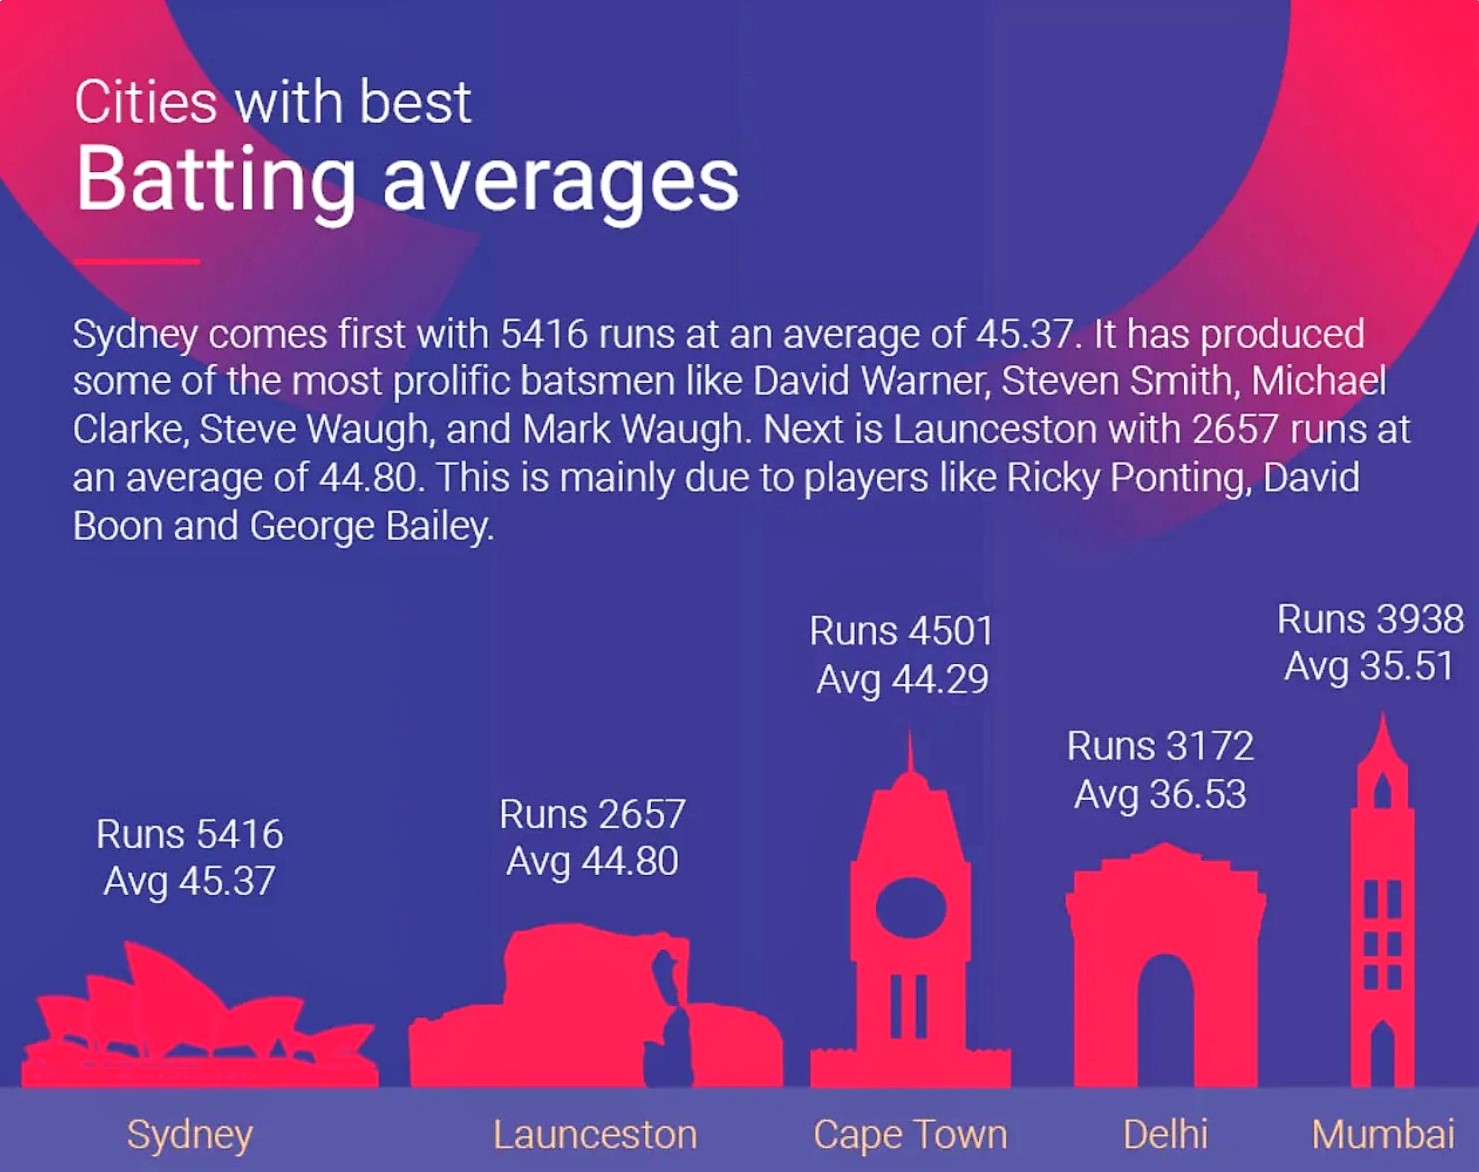 Cities with best
Batting averages
Sydney comes first with 5416 runs at an average of 45.37. It has produced
some of the most prolific batsmen like David Warner, Steven Smith, Michael
Clarke, Steve Waugh, and Mark Waugh. Next is Launceston with 2657 runs at
an average of 44.80. This is mainly due to players like Ricky Ponting, David
Boon and George Bailey.
Runs 5416
Avg 45.37
Runs 2657
Avg 44.80
Runs 4501
Avg 44.29
Runs 3172
Avg 36.53
Runs 3938
Avg 35.51
Sydney
Launceston
Cape Town
Delhi
Mumbai